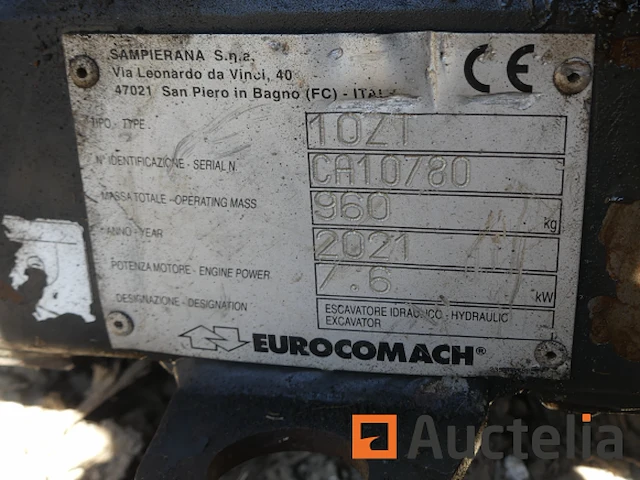 SAMPIERANA S.p.a.
Via Leonardo da Vinci, 40
47021 San Piero in Bagno (FC) - ITALY
CE
TIPO - TYPE 10ZT
N° IDENTIFICAZIONE - SERIAL N. CA10780
MASSA TOTALE - OPERATING MASS 960 kg
ANNO - YEAR 2021
POTENZA MOTORE - ENGINE POWER 7.6 kW
DESIGNAZIONE - DESIGNATION ESCAVATORE IDRAULICO - HYDRAULIC
EXCAVATOR
EUROCOMACH®
Auctelia